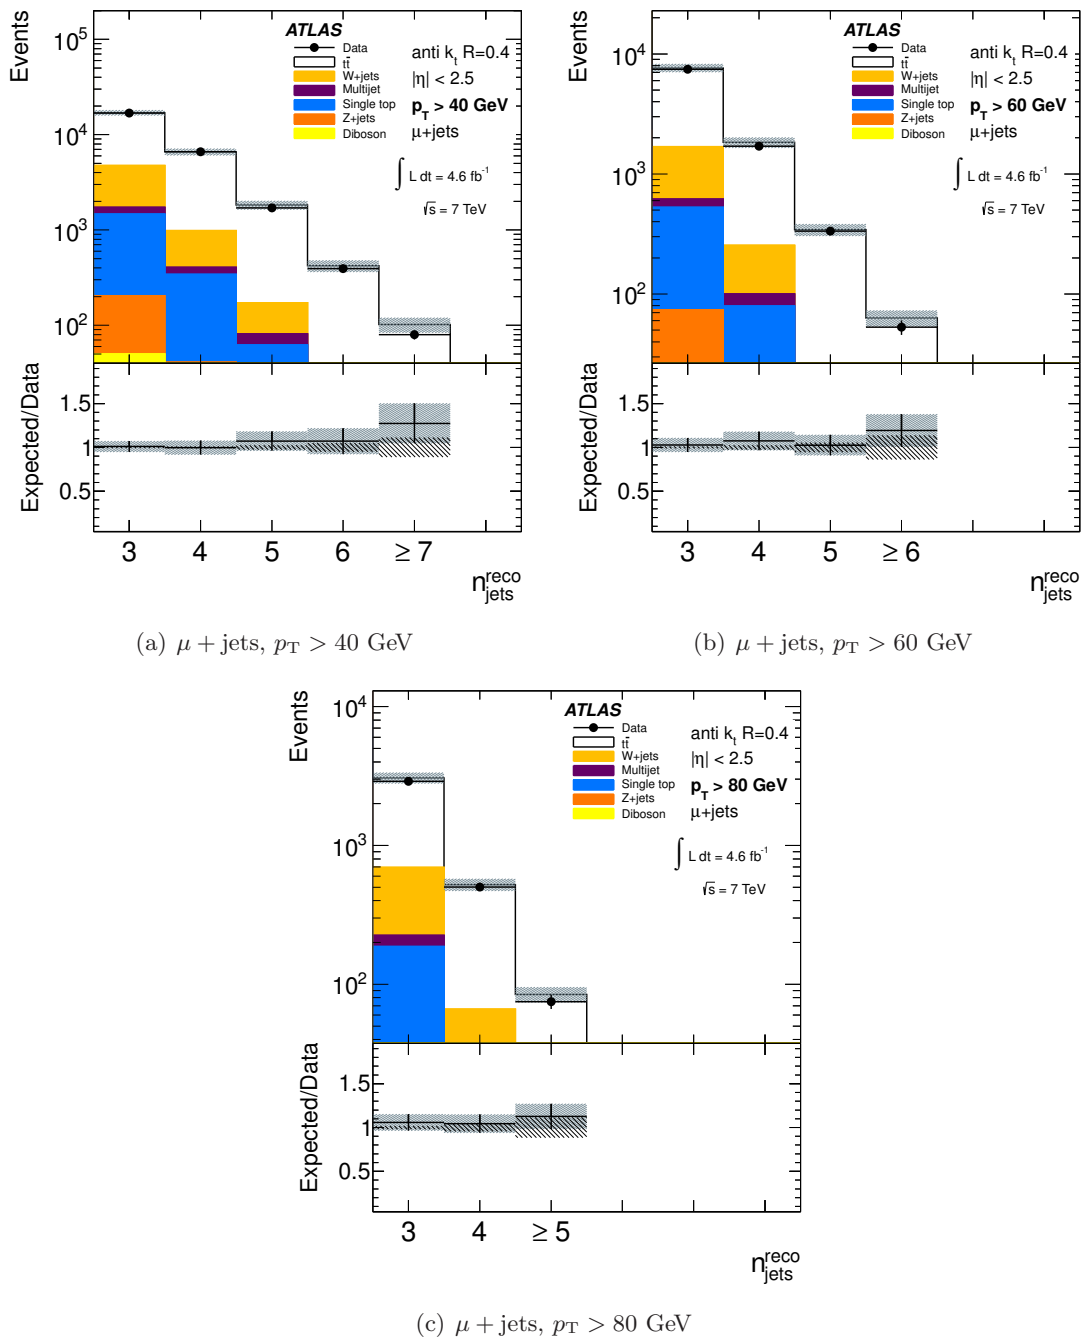 Events
10^5
10^4
10^3
10^2
ATLAS
Data
tt̄
W+jets
Multijet
Single top
Z+jets
Diboson
anti k_t R=0.4
|η| < 2.5
p_T > 40 GeV
μ+jets
∫ L dt = 4.6 fb^-1
√s = 7 TeV
Expected/Data
1.5
1
0.5
3 4 5 6 ≥ 7
n_jets^reco
(a) μ + jets, p_T > 40 GeV
Events
10^4
10^3
10^2
ATLAS
Data
tt̄
W+jets
Multijet
Single top
Z+jets
Diboson
anti k_t R=0.4
|η| < 2.5
p_T > 60 GeV
μ+jets
∫ L dt = 4.6 fb^-1
√s = 7 TeV
Expected/Data
1.5
1
0.5
3 4 5 ≥ 6
n_jets^reco
(b) μ + jets, p_T > 60 GeV
Events
10^4
10^3
10^2
ATLAS
Data
tt̄
W+jets
Multijet
Single top
Z+jets
Diboson
anti k_t R=0.4
|η| < 2.5
p_T > 80 GeV
μ+jets
∫ L dt = 4.6 fb^-1
√s = 7 TeV
Expected/Data
1.5
1
0.5
3 4 ≥ 5
n_jets^reco
(c) μ + jets, p_T > 80 GeV